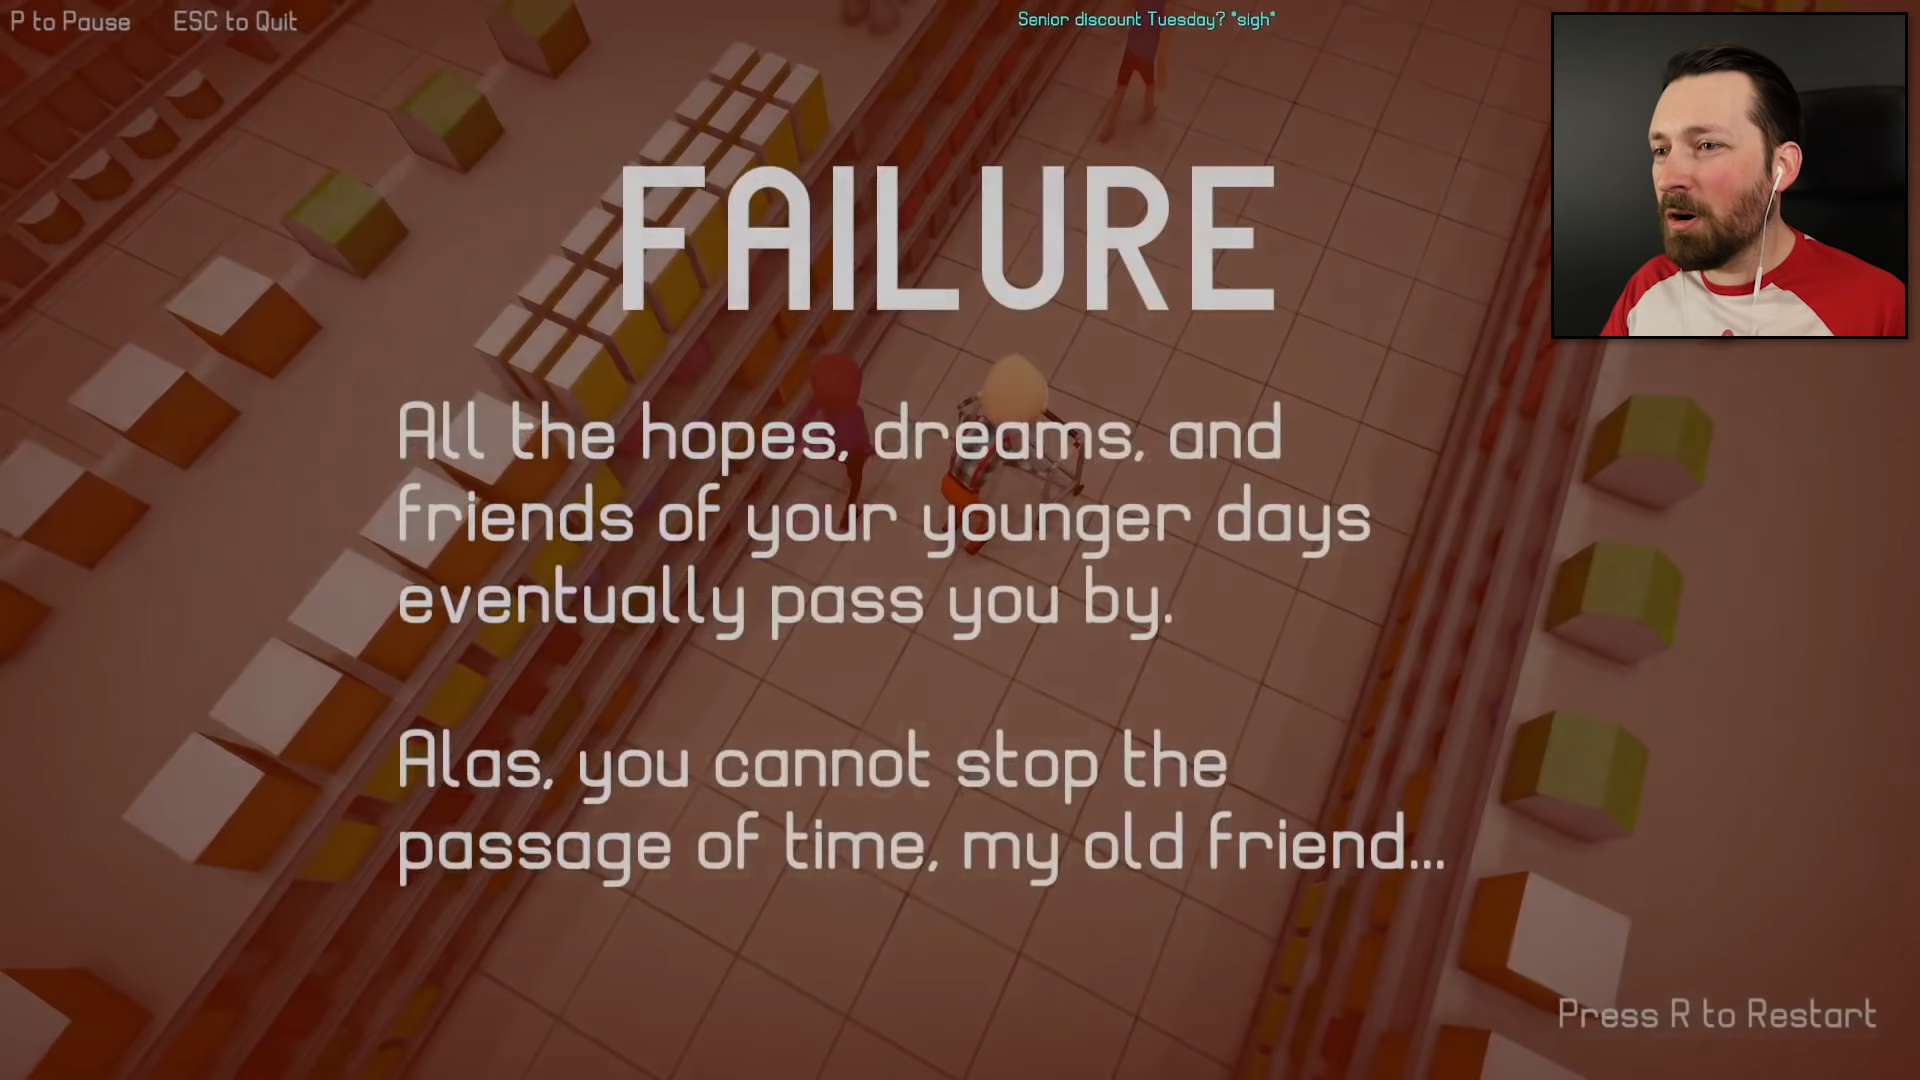 P to Pause ESC to Quit
Senior discount Tuesday? *sigh*
FAILURE
All the hopes, dreams, and
friends of your younger days
eventually pass you by.
Alas, you cannot stop the
passage of time, my old friend...
Press R to Restart